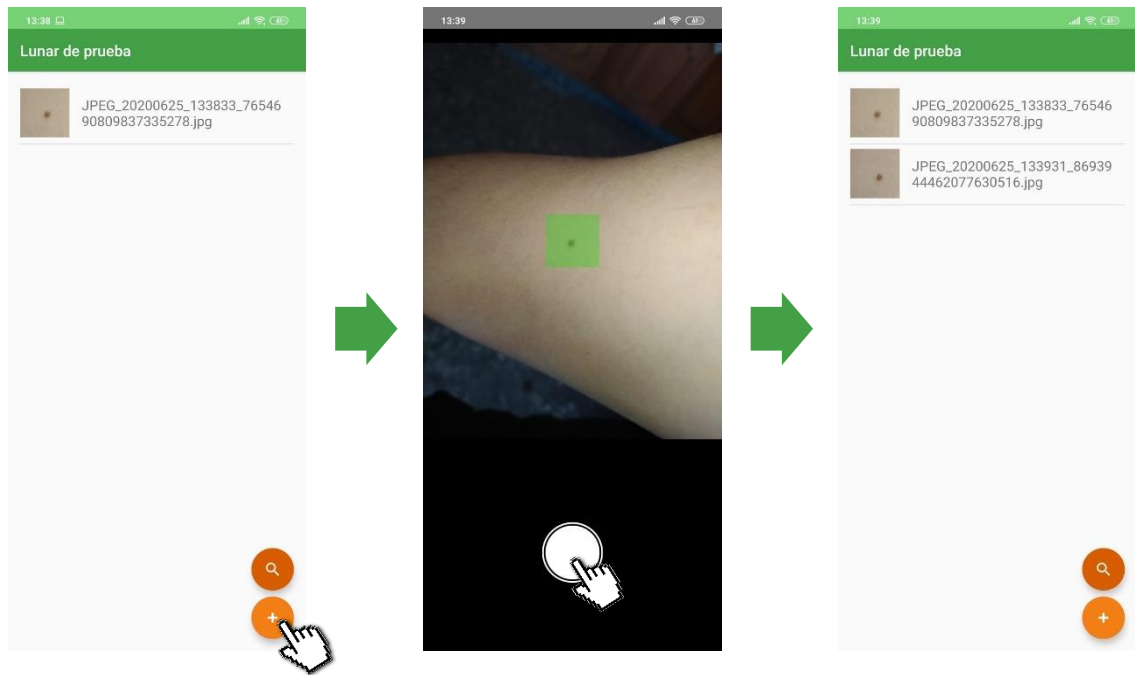 13:38
Lunar de prueba
JPEG_20200625_133833_76546
90809837335278.jpg
13:39
13:39
Lunar de prueba
JPEG_20200625_133833_76546
90809837335278.jpg
JPEG_20200625_133931_86939
44462077630516.jpg